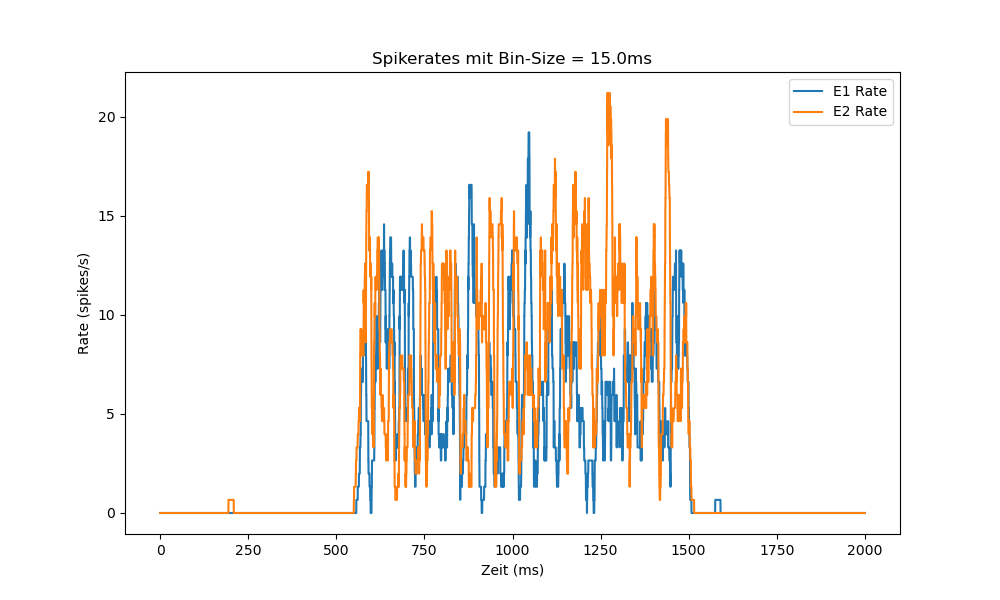 Spikerates mit Bin-Size = 15.0ms
E1 Rate
E2 Rate
Rate (spikes/s)
20
15
10
5
0
0 250 500 750 1000 1250 1500 1750 2000
Zeit (ms)